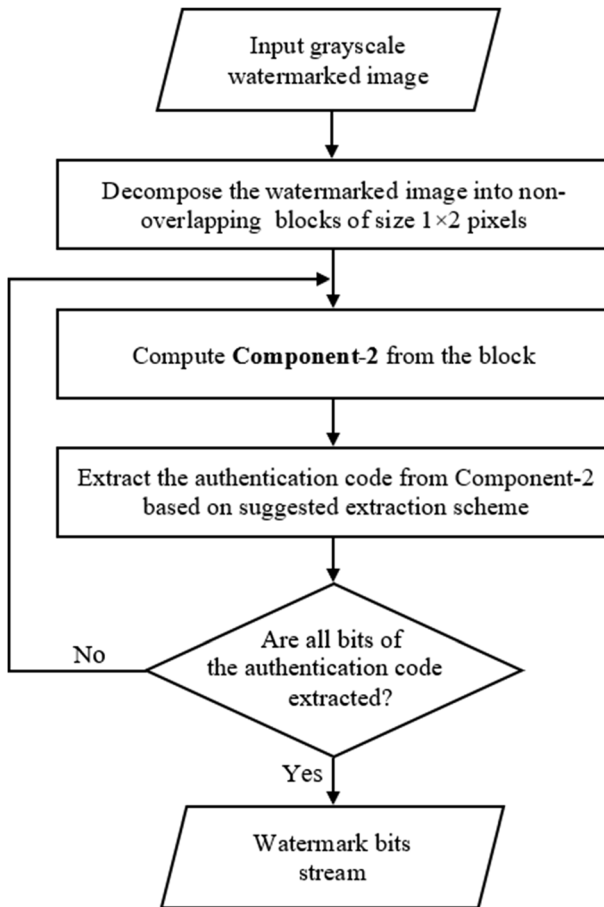 Input grayscale
watermarked image
Decompose the watermarked image into non-
overlapping blocks of size 1×2 pixels
Compute Component-2 from the block
Extract the authentication code from Component-2
based on suggested extraction scheme
Are all bits of
the authentication code
extracted?
No
Yes
Watermark bits
stream